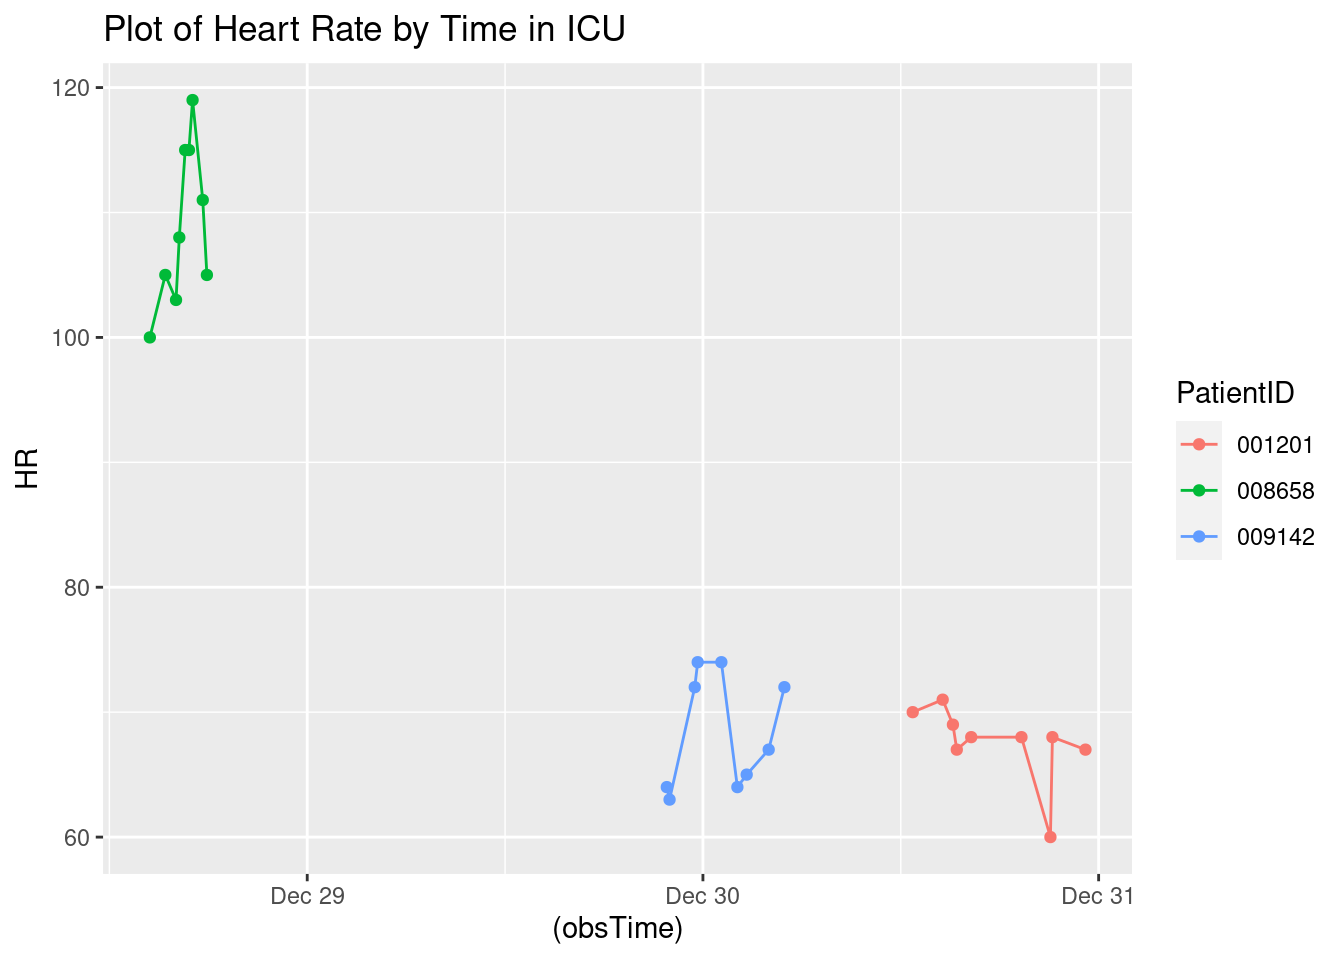 Plot of Heart Rate by Time in ICU
120
100
80
60
HR
Dec 29
Dec 30
Dec 31
(obsTime)
PatientID
001201
008658
009142